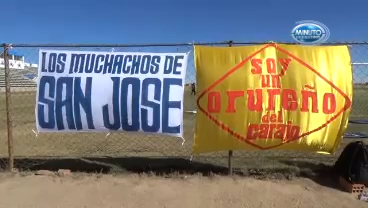 MINUTO
LOS MUCHACHOS DE
SAN JOSE
SOY
UN
ORUREÑO
del
carajo